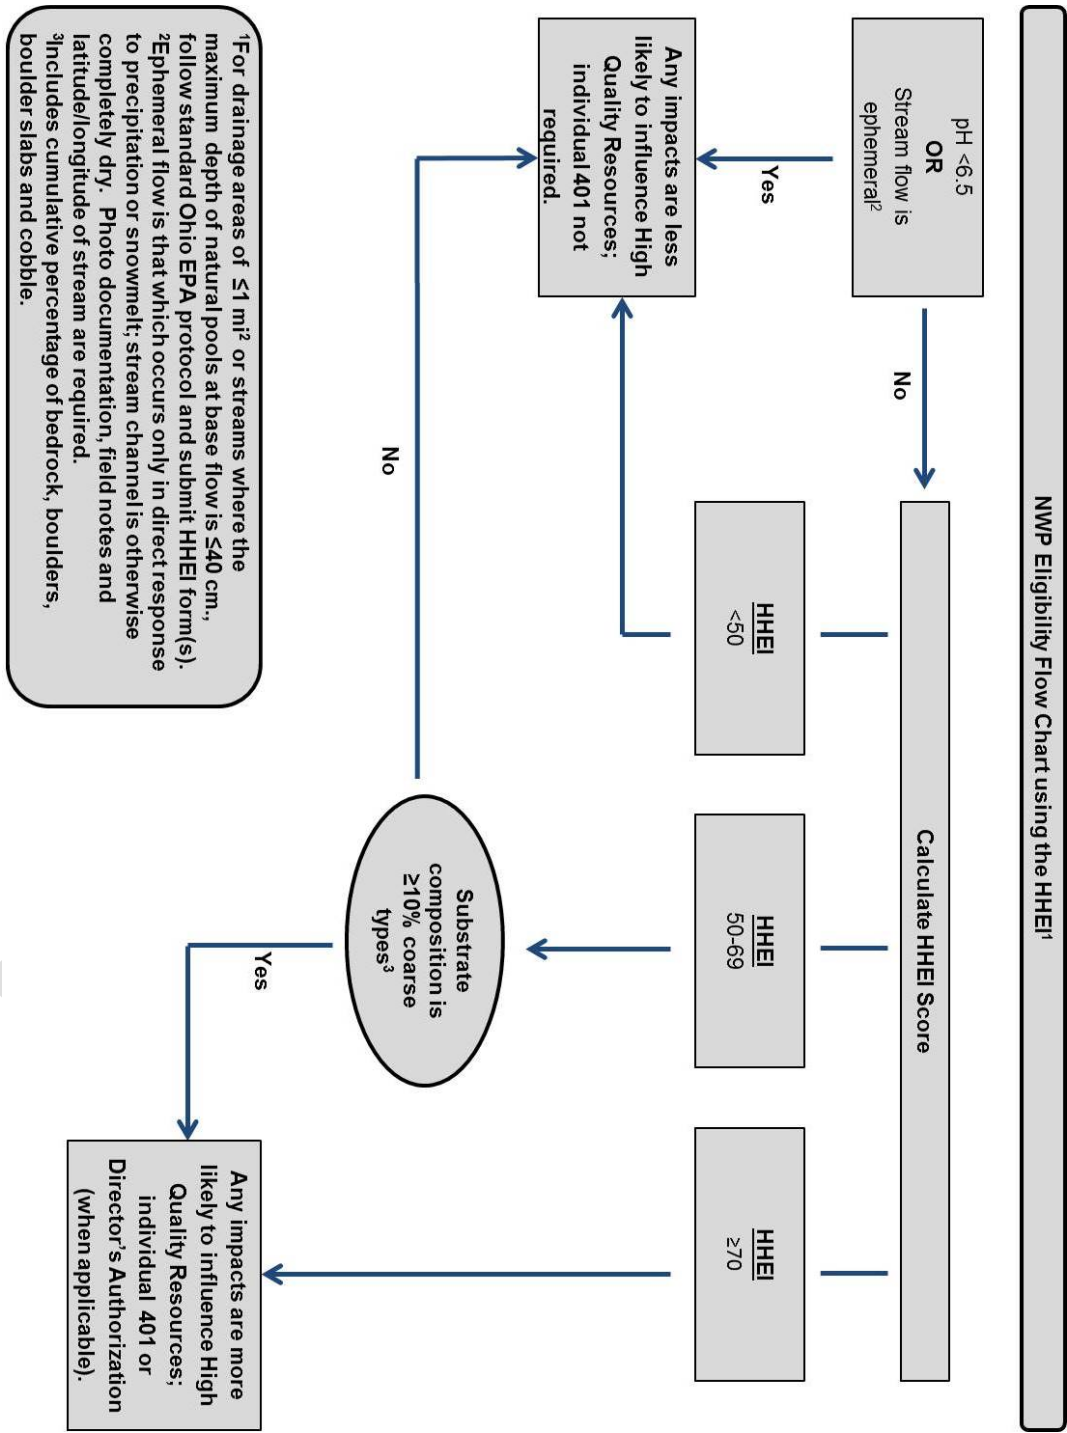 NWP Eligibility Flow Chart using the HHEI¹
pH <6.5
OR
Stream flow is
ephemeral²
No
Yes
Calculate HHEI Score
HHEI
<50
HHEI
50-69
HHEI
≥70
Any impacts are less
likely to influence High
Quality Resources;
individual 401 not
required.
Substrate
composition is
≥10% coarse
types³
No
Yes
Any impacts are more
likely to influence High
Quality Resources;
individual 401 or
Director's Authorization
(when applicable).
¹For drainage areas of ≤1 mi² or streams where the
maximum depth of natural pools at base flow is ≤40 cm.,
follow standard Ohio EPA protocol and submit HHEI form(s).
²Ephemeral flow is that which occurs only in direct response
to precipitation or snowmelt; stream channel is otherwise
completely dry. Photo documentation, field notes and
latitude/longitude of stream are required.
³Includes cumulative percentage of bedrock, boulders,
boulder slabs and cobble.